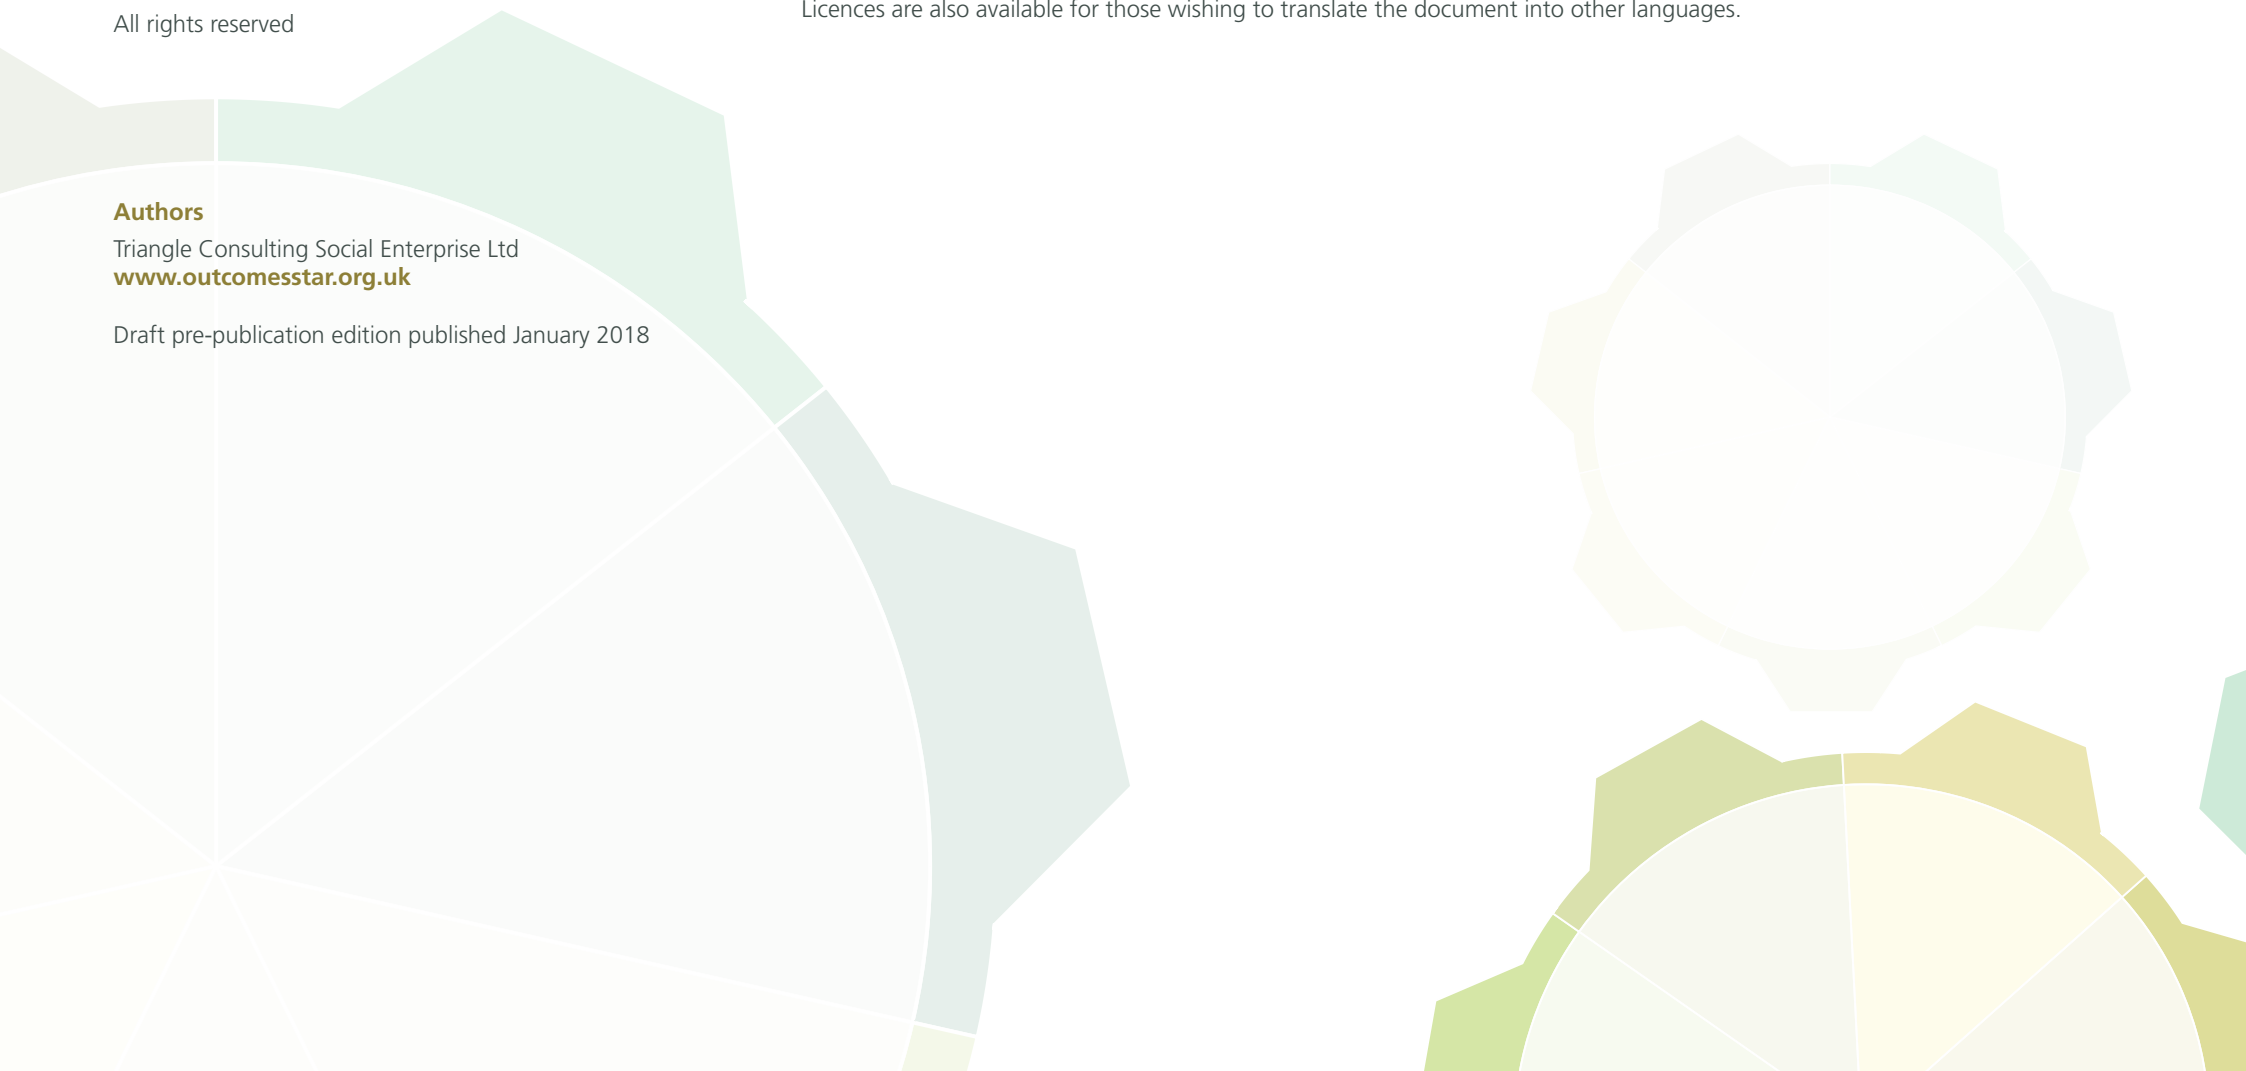 All rights reserved
Licences are also available for those wishing to translate the document into other languages.
Authors
Triangle Consulting Social Enterprise Ltd
www.outcomesstar.org.uk
Draft pre-publication edition published January 2018